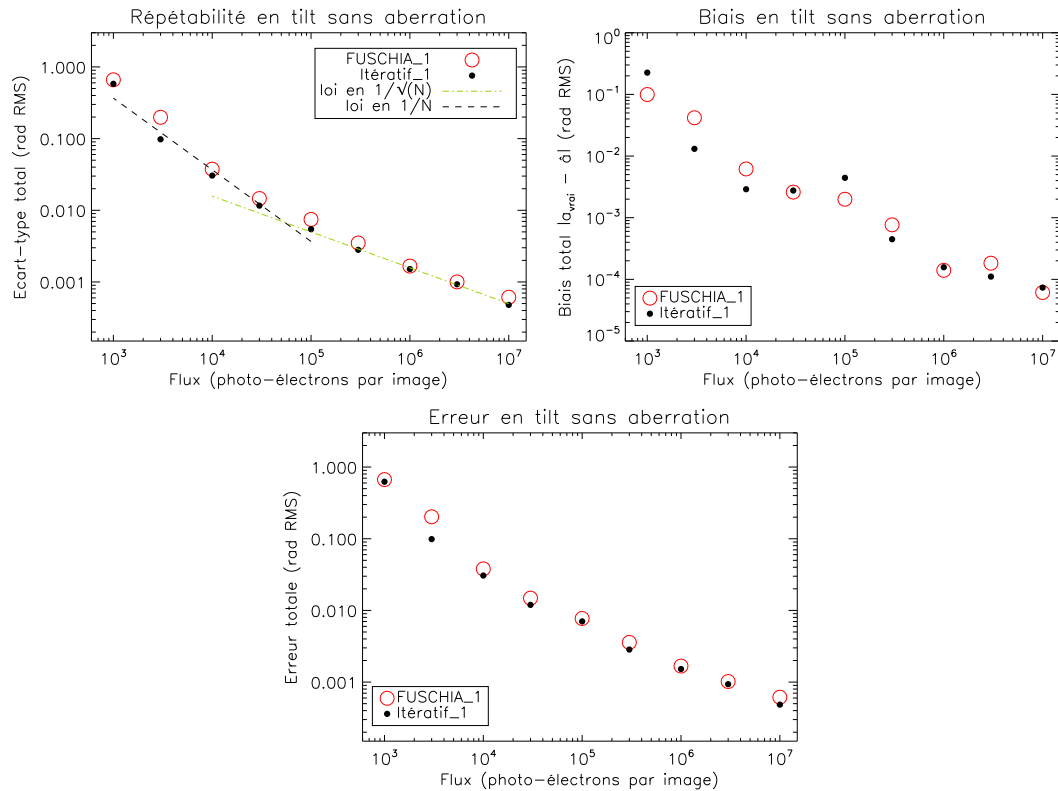 Répétabilité en tilt sans aberration
Ecart-type total (rad RMS)
1.000
0.100
0.010
0.001
FUSCHIA_1
Itératif_1
loi en 1/√(N)
loi en 1/N
10³ 10⁴ 10⁵ 10⁶ 10⁷
Flux (photo-électrons par image)
Biais en tilt sans aberration
Biais total |a_vrai - â| (rad RMS)
10⁰
10⁻¹
10⁻²
10⁻³
10⁻⁴
10⁻⁵
FUSCHIA_1
Itératif_1
10³ 10⁴ 10⁵ 10⁶ 10⁷
Flux (photo-électrons par image)
Erreur en tilt sans aberration
Erreur totale (rad RMS)
1.000
0.100
0.010
0.001
FUSCHIA_1
Itératif_1
10³ 10⁴ 10⁵ 10⁶ 10⁷
Flux (photo-électrons par image)